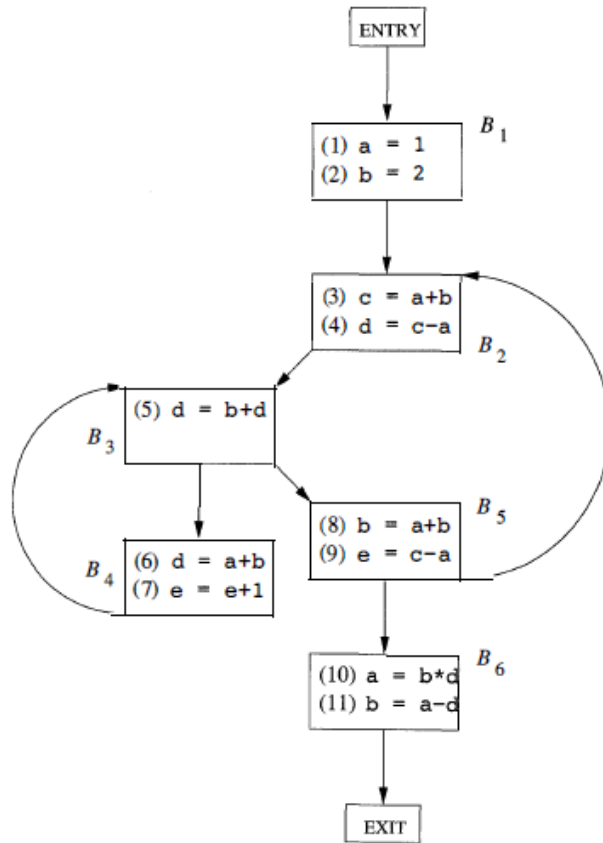 ENTRY
B1
(1) a = 1
(2) b = 2
(3) c = a+b
(4) d = c-a
B2
(5) d = b+d
B3
(8) b = a+b
(9) e = c-a
B5
(6) d = a+b
(7) e = e+1
B4
(10) a = b*d
(11) b = a-d
B6
EXIT